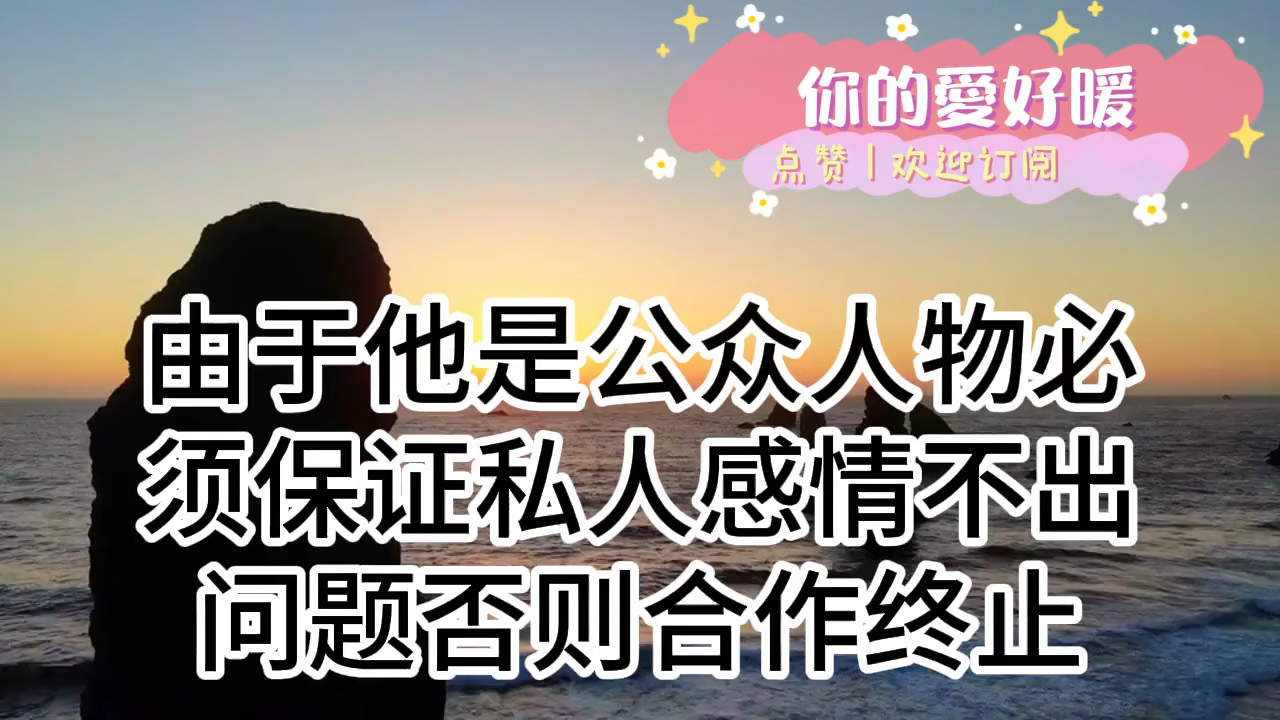 你的愛好暖
点赞 | 欢迎订阅
由于他是公众人物必
须保证私人感情不出
问题否则合作终止